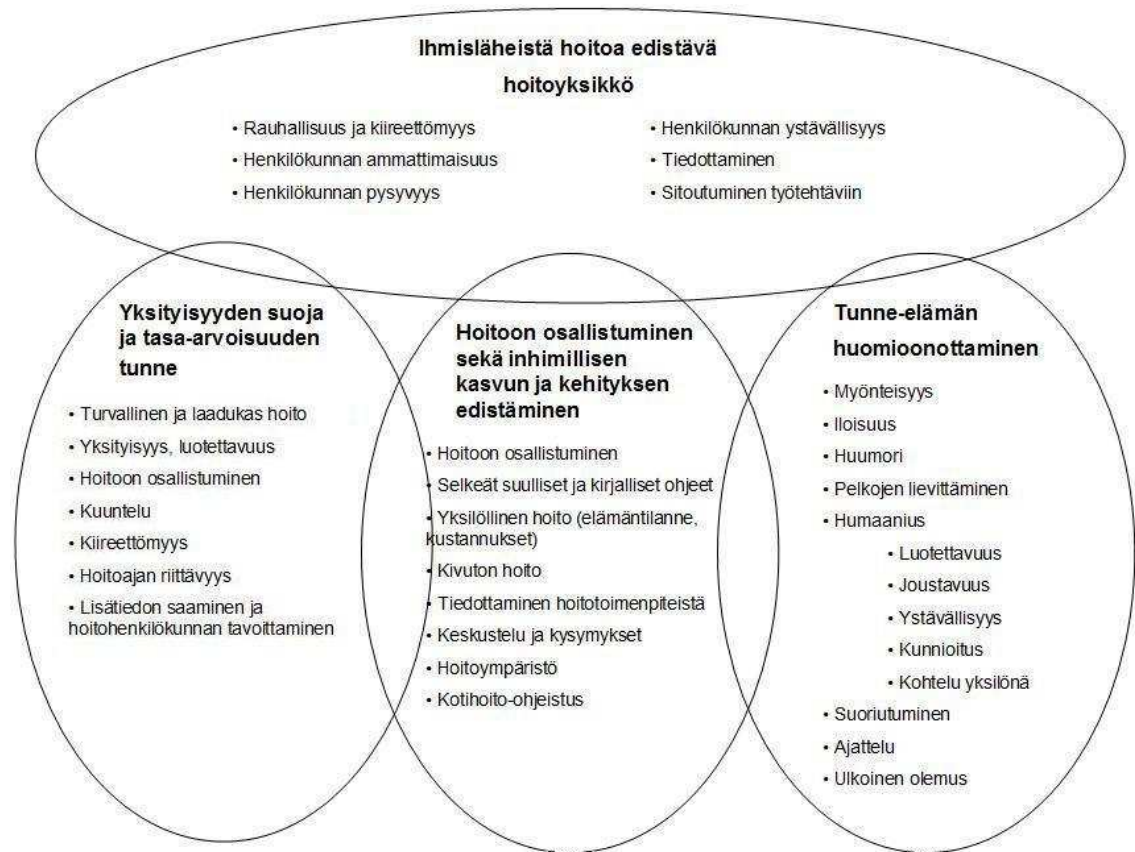 Ihmisläheistä hoitoa edistävä
hoitoyksikkö
• Rauhallisuus ja kiireettömyys
• Henkilökunnan ammattimaisuus
• Henkilökunnan pysyvyys
• Henkilökunnan ystävällisyys
• Tiedottaminen
• Sitoutuminen työtehtäviin
Yksityisyyden suoja
ja tasa-arvoisuuden
tunne
• Turvallinen ja laadukas hoito
• Yksityisyys, luotettavuus
• Hoitoon osallistuminen
• Kuuntelu
• Kiireettömyys
• Hoitoajan riittävyys
• Lisätiedon saaminen ja
hoitohenkilökunnan tavoittaminen
Hoitoon osallistuminen
sekä inhimillisen
kasvun ja kehityksen
edistäminen
• Hoitoon osallistuminen
• Selkeät suulliset ja kirjalliset ohjeet
• Yksilöllinen hoito (elämäntilanne,
kustannukset)
• Kivuton hoito
• Tiedottaminen hoitotoimenpiteistä
• Keskustelu ja kysymykset
• Hoitoympäristö
• Kotihoito-ohjeistus
Tunne-elämän
huomioonottaminen
• Myönteisyys
• Iloisuus
• Huumori
• Pelkojen lievittäminen
• Humaanius
• Luotettavuus
• Joustavuus
• Ystävällisyys
• Kunnioitus
• Kohtelu yksilönä
• Suoriutuminen
• Ajattelu
• Ulkoinen olemus